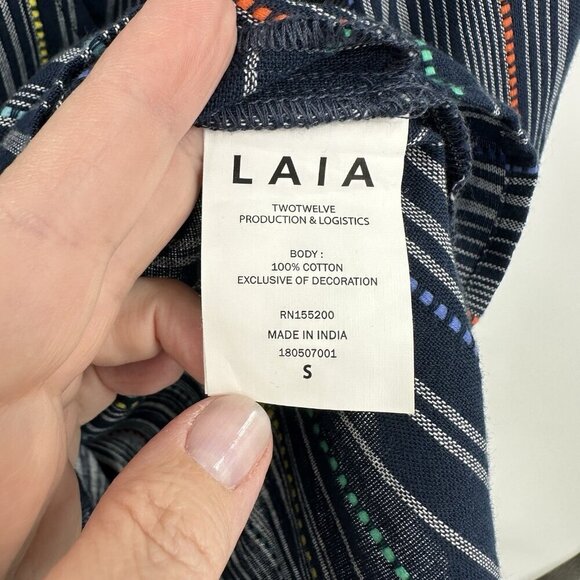 LAIA
TWOTWELVE
PRODUCTION & LOGISTICS
BODY :
100% COTTON
EXCLUSIVE OF DECORATION
RN155200
MADE IN INDIA
180507001
S